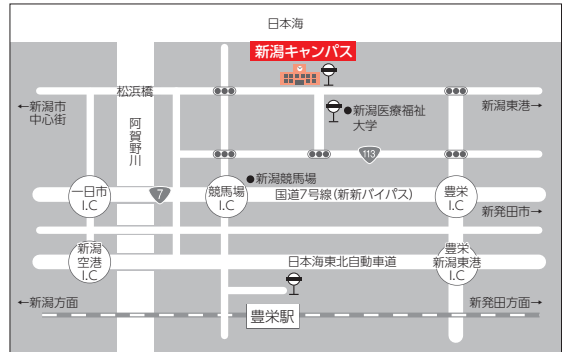 日本海
新潟キャンパス
松浜橋
←新潟市
中心街
新潟東港→
阿賀野川
●新潟医療福祉
大学
113
●新潟競馬場
一日市
I.C
7
競馬場
I.C
国道7号線(新新バイパス)
豊栄
I.C
新発田市→
新潟
空港
I.C
日本海東北自動車道
豊栄
新潟東港
I.C
←新潟方面
豊栄駅
新発田方面→